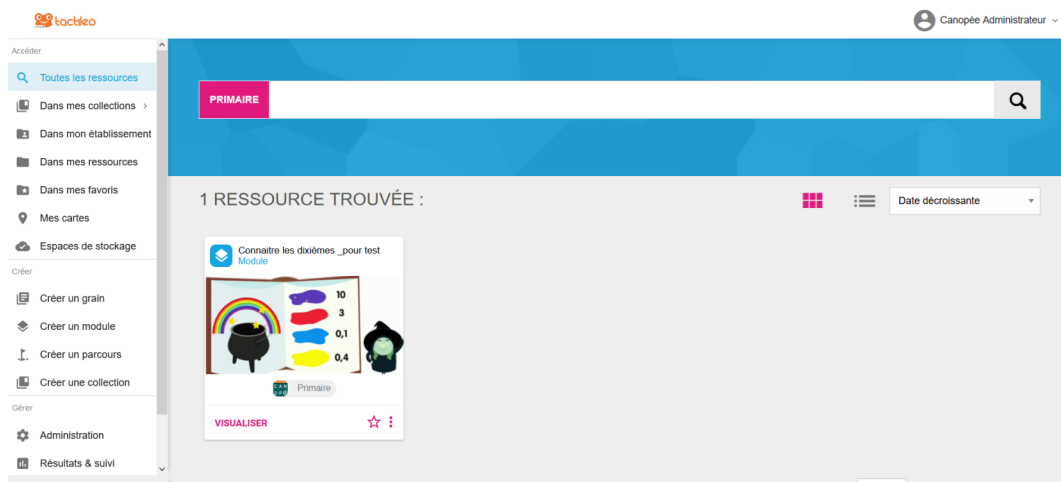 tactileo
Canopée Administrateur
Accéder
Toutes les ressources
Dans mes collections
Dans mon établissement
Dans mes ressources
Dans mes favoris
Mes cartes
Espaces de stockage
Créer
Créer un grain
Créer un module
Créer un parcours
Créer une collection
Gérer
Administration
Résultats & suivi
PRIMAIRE
1 RESSOURCE TROUVÉE :
Date décroissante
Connaitre les dixièmes _pour test
Module
10
3
0,1
0,4
Primaire
VISUALISER